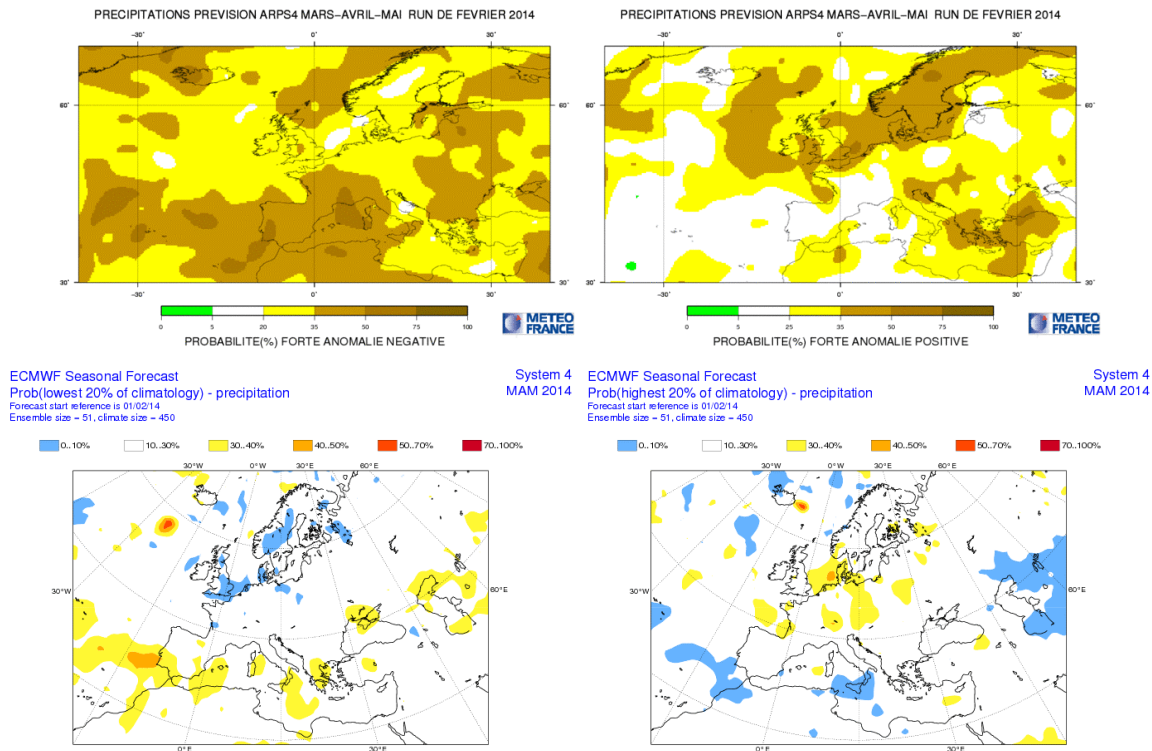 PRECIPITATIONS PREVISION ARPS4 MARS-AVRIL-MAI RUN DE FEVRIER 2014
-30° 0° 30°
60° 60°
30° 30°
-30° 0° 30°
0 5 20 35 50 75 100
METEO FRANCE
PROBABILITE(%) FORTE ANOMALIE NEGATIVE
PRECIPITATIONS PREVISION ARPS4 MARS-AVRIL-MAI RUN DE FEVRIER 2014
-30° 0° 30°
60° 60°
30° 30°
-30° 0° 30°
0 5 25 35 50 75 100
METEO FRANCE
PROBABILITE(%) FORTE ANOMALIE POSITIVE
ECMWF Seasonal Forecast System 4
Prob(lowest 20% of climatology) - precipitation MAM 2014
Forecast start reference is 01/02/14
Ensemble size = 51, climate size = 450
0..10% 10..30% 30..40% 40..50% 50..70% 70..100%
30°W 0°W 30°E 60°E
30°W 60°E
0°E 30°E
ECMWF Seasonal Forecast System 4
Prob(highest 20% of climatology) - precipitation MAM 2014
Forecast start reference is 01/02/14
Ensemble size = 51, climate size = 450
0..10% 10..30% 30..40% 40..50% 50..70% 70..100%
30°W 0°W 30°E 60°E
30°W 60°E
0°E 30°E